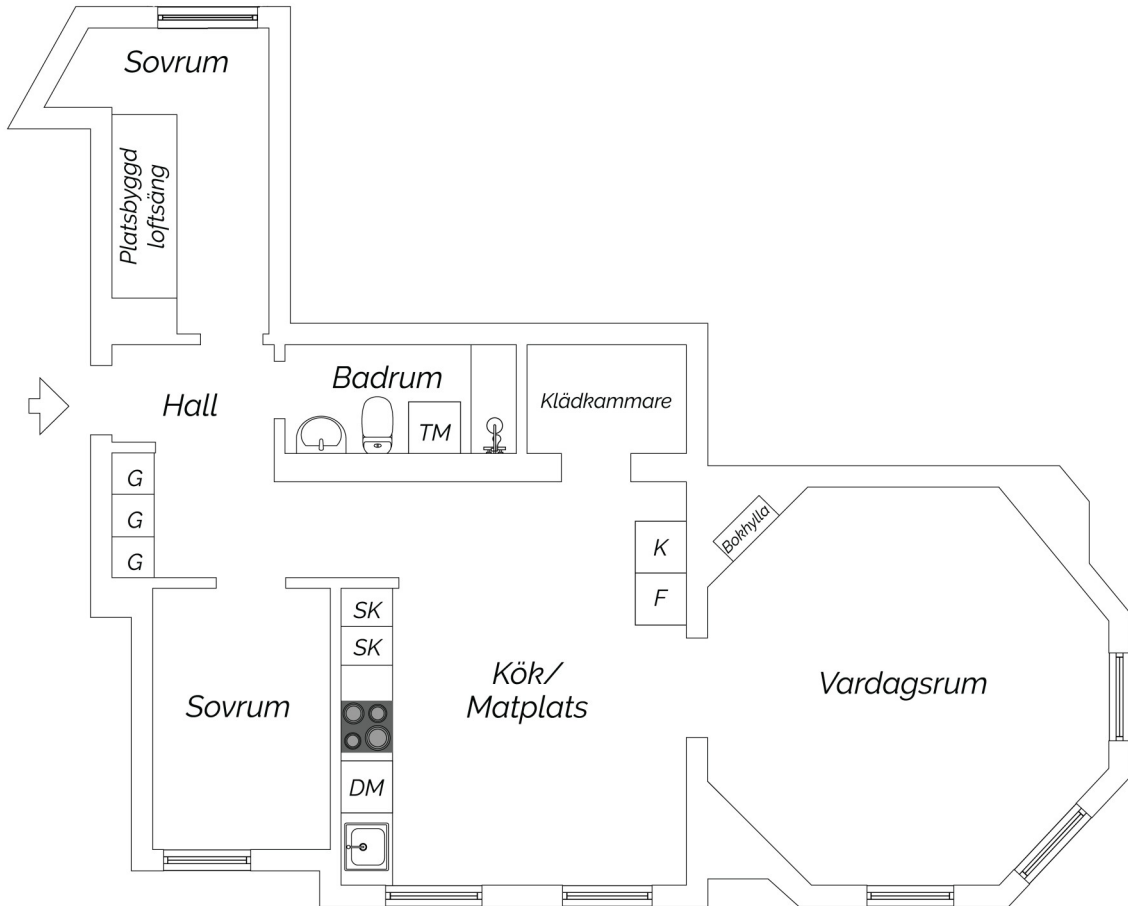 Sovrum
Platsbyggd
loftsäng
Hall
Badrum
TM
Klädkammare
G
G
G
K
F
Bokhylla
SK
SK
DM
Sovrum
Kök/
Matplats
Vardagsrum